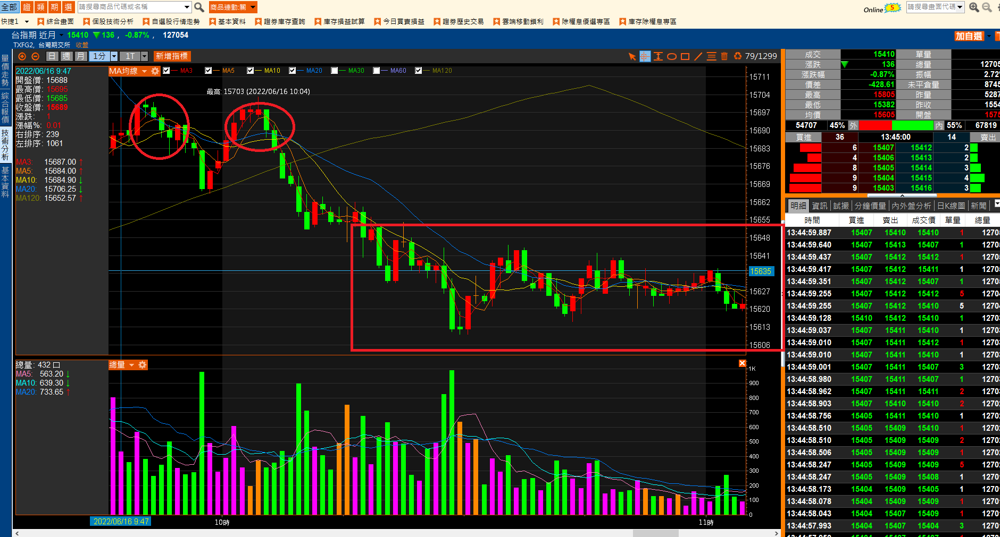 全部 證 類 期 選 請搜尋商品代碼或名稱 商品連動:關 Online 5 請搜尋畫面代碼
快捷1 綜合畫面 個股技術分析 自選股行情走勢 基本資料 證券庫存查詢 庫存損益試算 今日買賣損益 證券歷史交易 雲端移動鎖利 除權息優選專區 庫存除權息專區
台指期 近月 15410 ▼136 , -0.87% , 127054 加自選
TXFG2, 台灣期交所 收盤
日 週 月 1分 1T 新增指標 79/1299
量價走勢
綜合報價
技術分析
基本資料
2022/06/16 9:47
開盤價: 15688
最高價: 15695
最低價: 15685
收盤價: 15689
漲跌: 1
漲幅%: 0.01
右排序: 239
左排序: 1061
MA3: 15687.00 ↑
MA5: 15684.00 ↑
MA10: 15684.90 ↓
MA20: 15706.25 ↓
MA120: 15652.57 ↑
MA均線 MA3 MA5 MA10 MA20 MA30 MA60 MA120
最高: 15703 (2022/06/16 10:04)
15711
15704
15697
15690
15683
15676
15669
15662
15655
15648
15641
15635
15627
15620
15613
15606
總量: 432 口
MA5: 563.20 ↓
MA10: 639.30 ↓
MA20: 733.65 ↑
總量
1K
900
800
700
600
500
400
300
200
100
0
2022/06/16 9:47 10時 11時
成交 15410 單量
漲跌 ▼ 136 總量 12705
漲跌幅 -0.87% 振幅 2.72
價差 -428.61 未平倉量 8745
最高 15805 昨量 5287
最低 15382 昨收 1554
均價 15605 開盤 1575
54707 45% 外 內 55% 67819
買進 36 13:45:00 14 賣出
6 15407 15412 2
4 15406 15413 2
8 15405 15414 3
9 15404 15415 4
9 15403 15416 3
明細 資訊 試撮 分鐘價量 內外盤分析 日K線圖 新聞
時間 買進 賣出 成交價 單量 總量
13:44:59.887 15407 15410 15410 1 1270
13:44:59.640 15407 15413 15407 1 1270
13:44:59.437 15407 15412 15412 1 1270
13:44:59.417 15407 15412 15411 1 1270
13:44:59.351 15407 15412 15407 1 1270
13:44:59.255 15407 15412 15412 5 1270
13:44:59.255 15407 15412 15410 5 1270
13:44:59.128 15410 15412 15410 1 1270
13:44:59.037 15407 15411 15410 1 1270
13:44:59.010 15407 15411 15412 1 1270
13:44:59.010 15407 15411 15410 1 1270
13:44:59.001 15407 15411 15407 3 1270
13:44:58.980 15407 15411 15407 1 1270
13:44:58.962 15407 15411 15411 2 1270
13:44:58.903 15407 15410 15410 2 1270
13:44:58.756 15405 15411 15410 1 1270
13:44:58.510 15405 15409 15410 1 1270
13:44:58.510 15405 15409 15409 2 1270
13:44:58.506 15405 15409 15409 1 1270
13:44:58.247 15405 15409 15409 5 1270
13:44:58.247 15405 15409 15408 1 1270
13:44:58.173 15404 15409 15405 1 1270
13:44:58.078 15404 15409 15409 1 1270
13:44:58.043 15404 15407 15409 1 1270
13:44:57.993 15404 15407 15404 3 1270